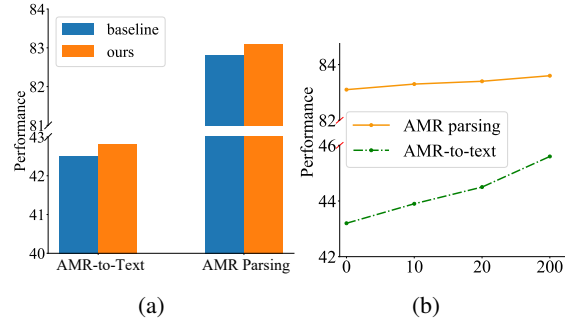 84
83
82
81
43
42
41
40
Performance
baseline
ours
AMR-to-Text
AMR Parsing
(a)
84
82
46
44
42
Performance
AMR parsing
AMR-to-text
0
10
20
200
(b)